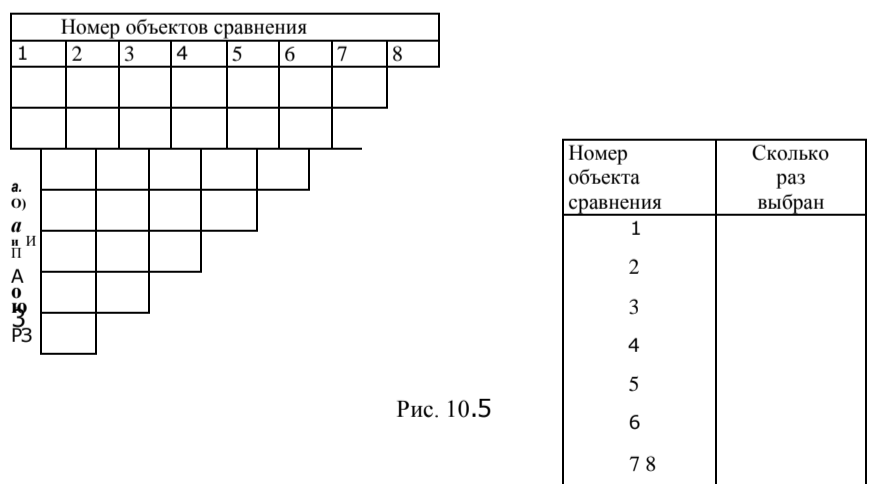 Номер объектов сравнения
1 2 3 4 5 6 7 8
а.
О)
а
и И
П
А
о
ю
З
РЗ
Рис. 10.5
Номер объекта сравнения
Сколько раз выбран
1
2
3
4
5
6
7 8